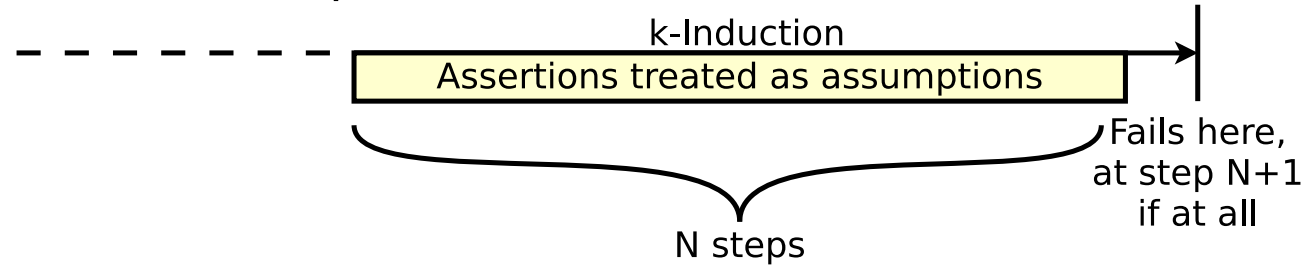 k-Induction
Assertions treated as assumptions
Fails here,
at step N+1
if at all
N steps